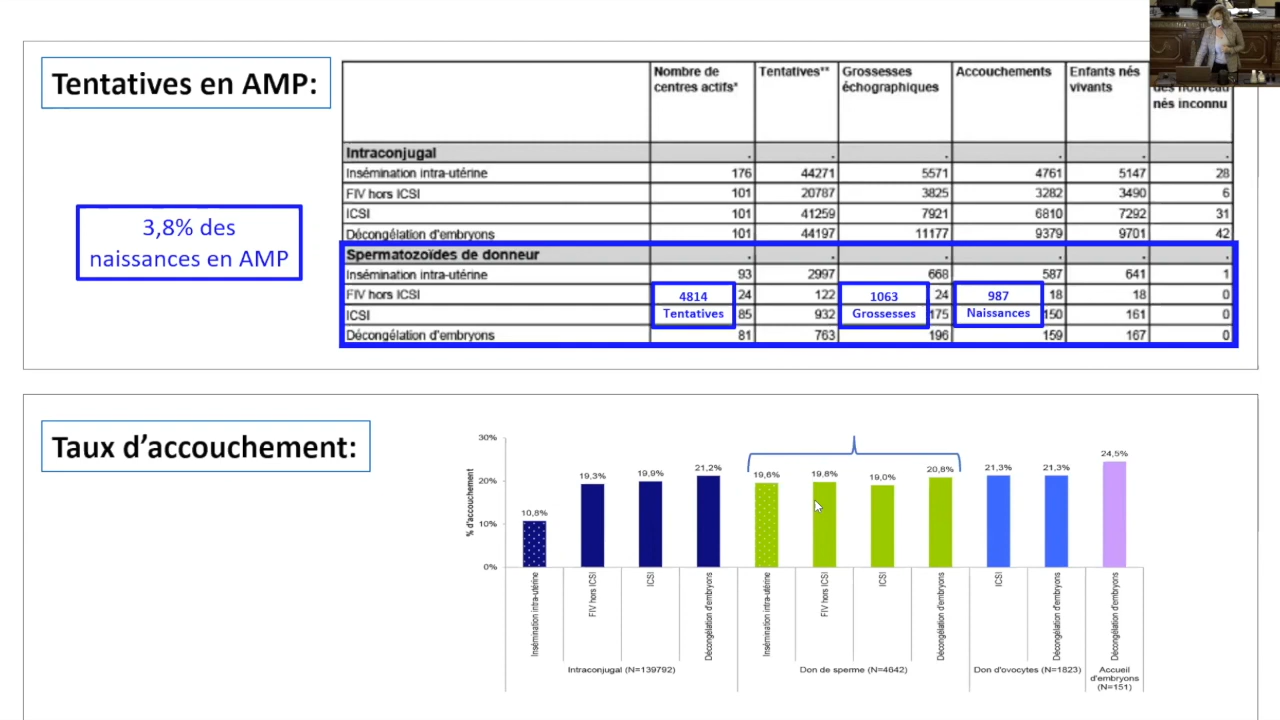 Tentatives en AMP:
3,8% des
naissances en AMP
Nombre de Tentatives** Grossesses Accouchements Enfants nés
centres actifs* échographiques vivants des nouveau
nés inconnu
Intraconjugal . . . . . .
Insémination intra-utérine 176 44271 5571 4761 5147 28
FIV hors ICSI 101 20787 3825 3282 3490 6
ICSI 101 41259 7921 6810 7292 31
Décongélation d'embryons 101 44197 11177 9379 9701 42
Spermatozoïdes de donneur . . . . . .
Insémination intra-utérine 93 2997 668 587 641 1
FIV hors ICSI 24 122 24 18 18 0
ICSI 85 932 175 150 161 0
Décongélation d'embryons 81 763 196 159 167 0
4814
Tentatives
1063
Grossesses
987
Naissances
Taux d'accouchement:
% d'accouchement
30%
20%
10%
0%
10,8%
19,3%
19,9%
21,2%
19,6%
19,8%
19,0%
20,8%
21,3%
21,3%
24,5%
Insémination intra-utérine
FIV hors ICSI
ICSI
Décongélation d'embryons
Insémination intra-utérine
FIV hors ICSI
ICSI
Décongélation d'embryons
ICSI
Décongélation d'embryons
Décongélation d'embryons
Intraconjugal (N=139792)
Don de sperme (N=4642)
Don d'ovocytes (N=1823)
Accueil
d'embryons
(N=151)